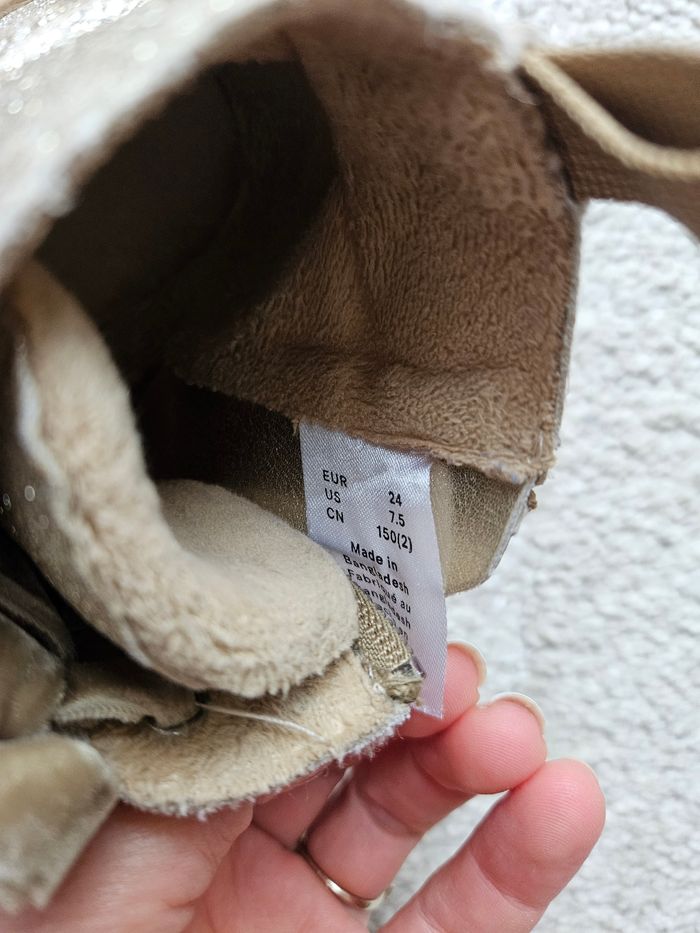 EUR 24
US 7.5
CN 150(2)
Made in
Bangladesh
Fabriqué au